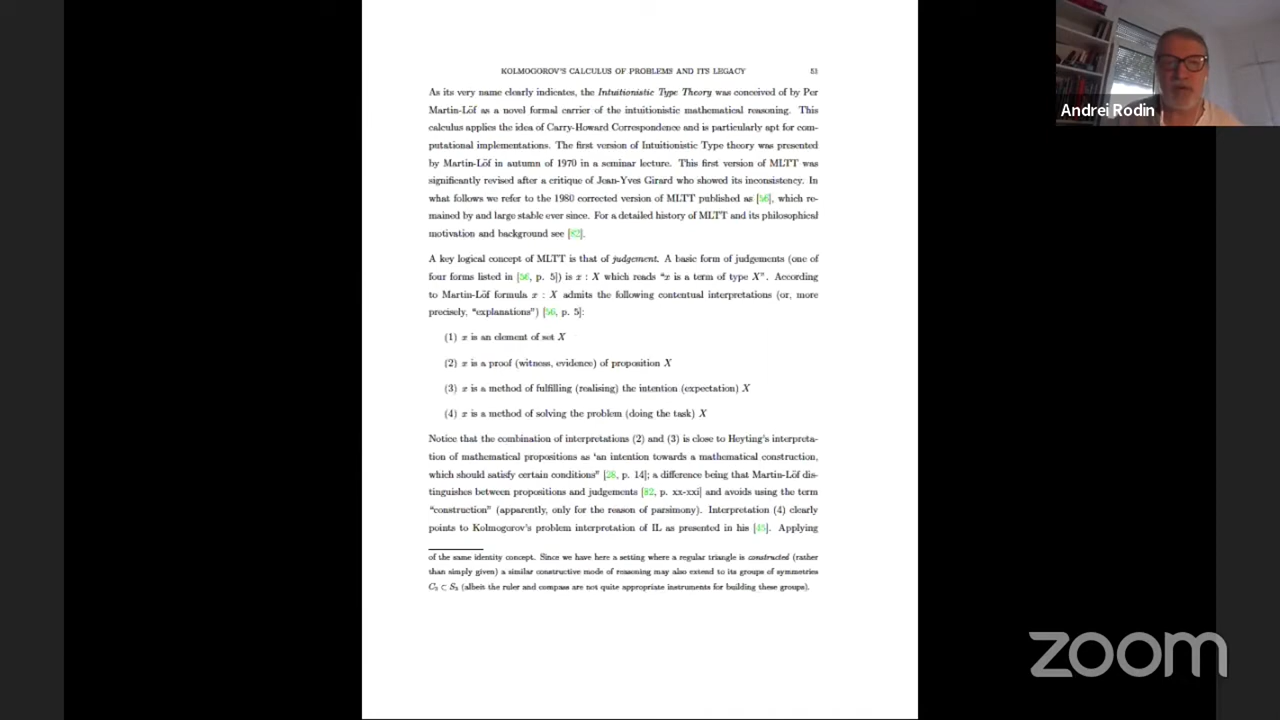 KOLMOGOROV'S CALCULUS OF PROBLEMS AND ITS LEGACY 53
As its very name clearly indicates, the Intuitionistic Type Theory was conceived of by Per
Martin-Löf as a novel formal carrier of the intuitionistic mathematical reasoning. This
calculus applies the idea of Carry-Howard Correspondence and is particularly apt for com-
putational implementations. The first version of Intuitionistic Type theory was presented
by Martin-Löf in autumn of 1970 in a seminar lecture. This first version of MLTT was
significantly revised after a critique of Jean-Yves Girard who showed its inconsistency. In
what follows we refer to the 1980 corrected version of MLTT published as [56], which re-
mained by and large stable ever since. For a detailed history of MLTT and its philosophical
motivation and background see [82].
A key logical concept of MLTT is that of judgement. A basic form of judgements (one of
four forms listed in [56, p. 5]) is x : X which reads “x is a term of type X”. According
to Martin-Löf formula x : X admits the following contentual interpretations (or, more
precisely, “explanations”) [56, p. 5]:
(1) x is an element of set X
(2) x is a proof (witness, evidence) of proposition X
(3) x is a method of fulfilling (realising) the intention (expectation) X
(4) x is a method of solving the problem (doing the task) X
Notice that the combination of interpretations (2) and (3) is close to Heyting's interpreta-
tion of mathematical propositions as ‘an intention towards a mathematical construction,
which should satisfy certain conditions” [28, p. 14]; a difference being that Martin-Löf dis-
tinguishes between propositions and judgements [82, p. xx-xxi] and avoids using the term
“construction” (apparently, only for the reason of parsimony). Interpretation (4) clearly
points to Kolmogorov's problem interpretation of IL as presented in his [45]. Applying
of the same identity concept. Since we have here a setting where a regular triangle is constructed (rather
than simply given) a similar constructive mode of reasoning may also extend to its groups of symmetries
C₃ ⊂ S₃ (albeit the ruler and compass are not quite appropriate instruments for building these groups).
Andrei Rodin
zoom